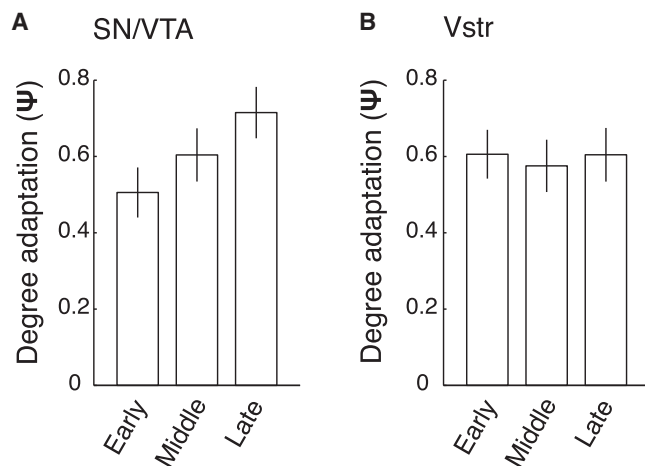 A SN/VTA
Degree adaptation (Ψ)
0.8
0.6
0.4
0.2
0
Early
Middle
Late
B Vstr
Degree adaptation (Ψ)
0.8
0.6
0.4
0.2
0
Early
Middle
Late